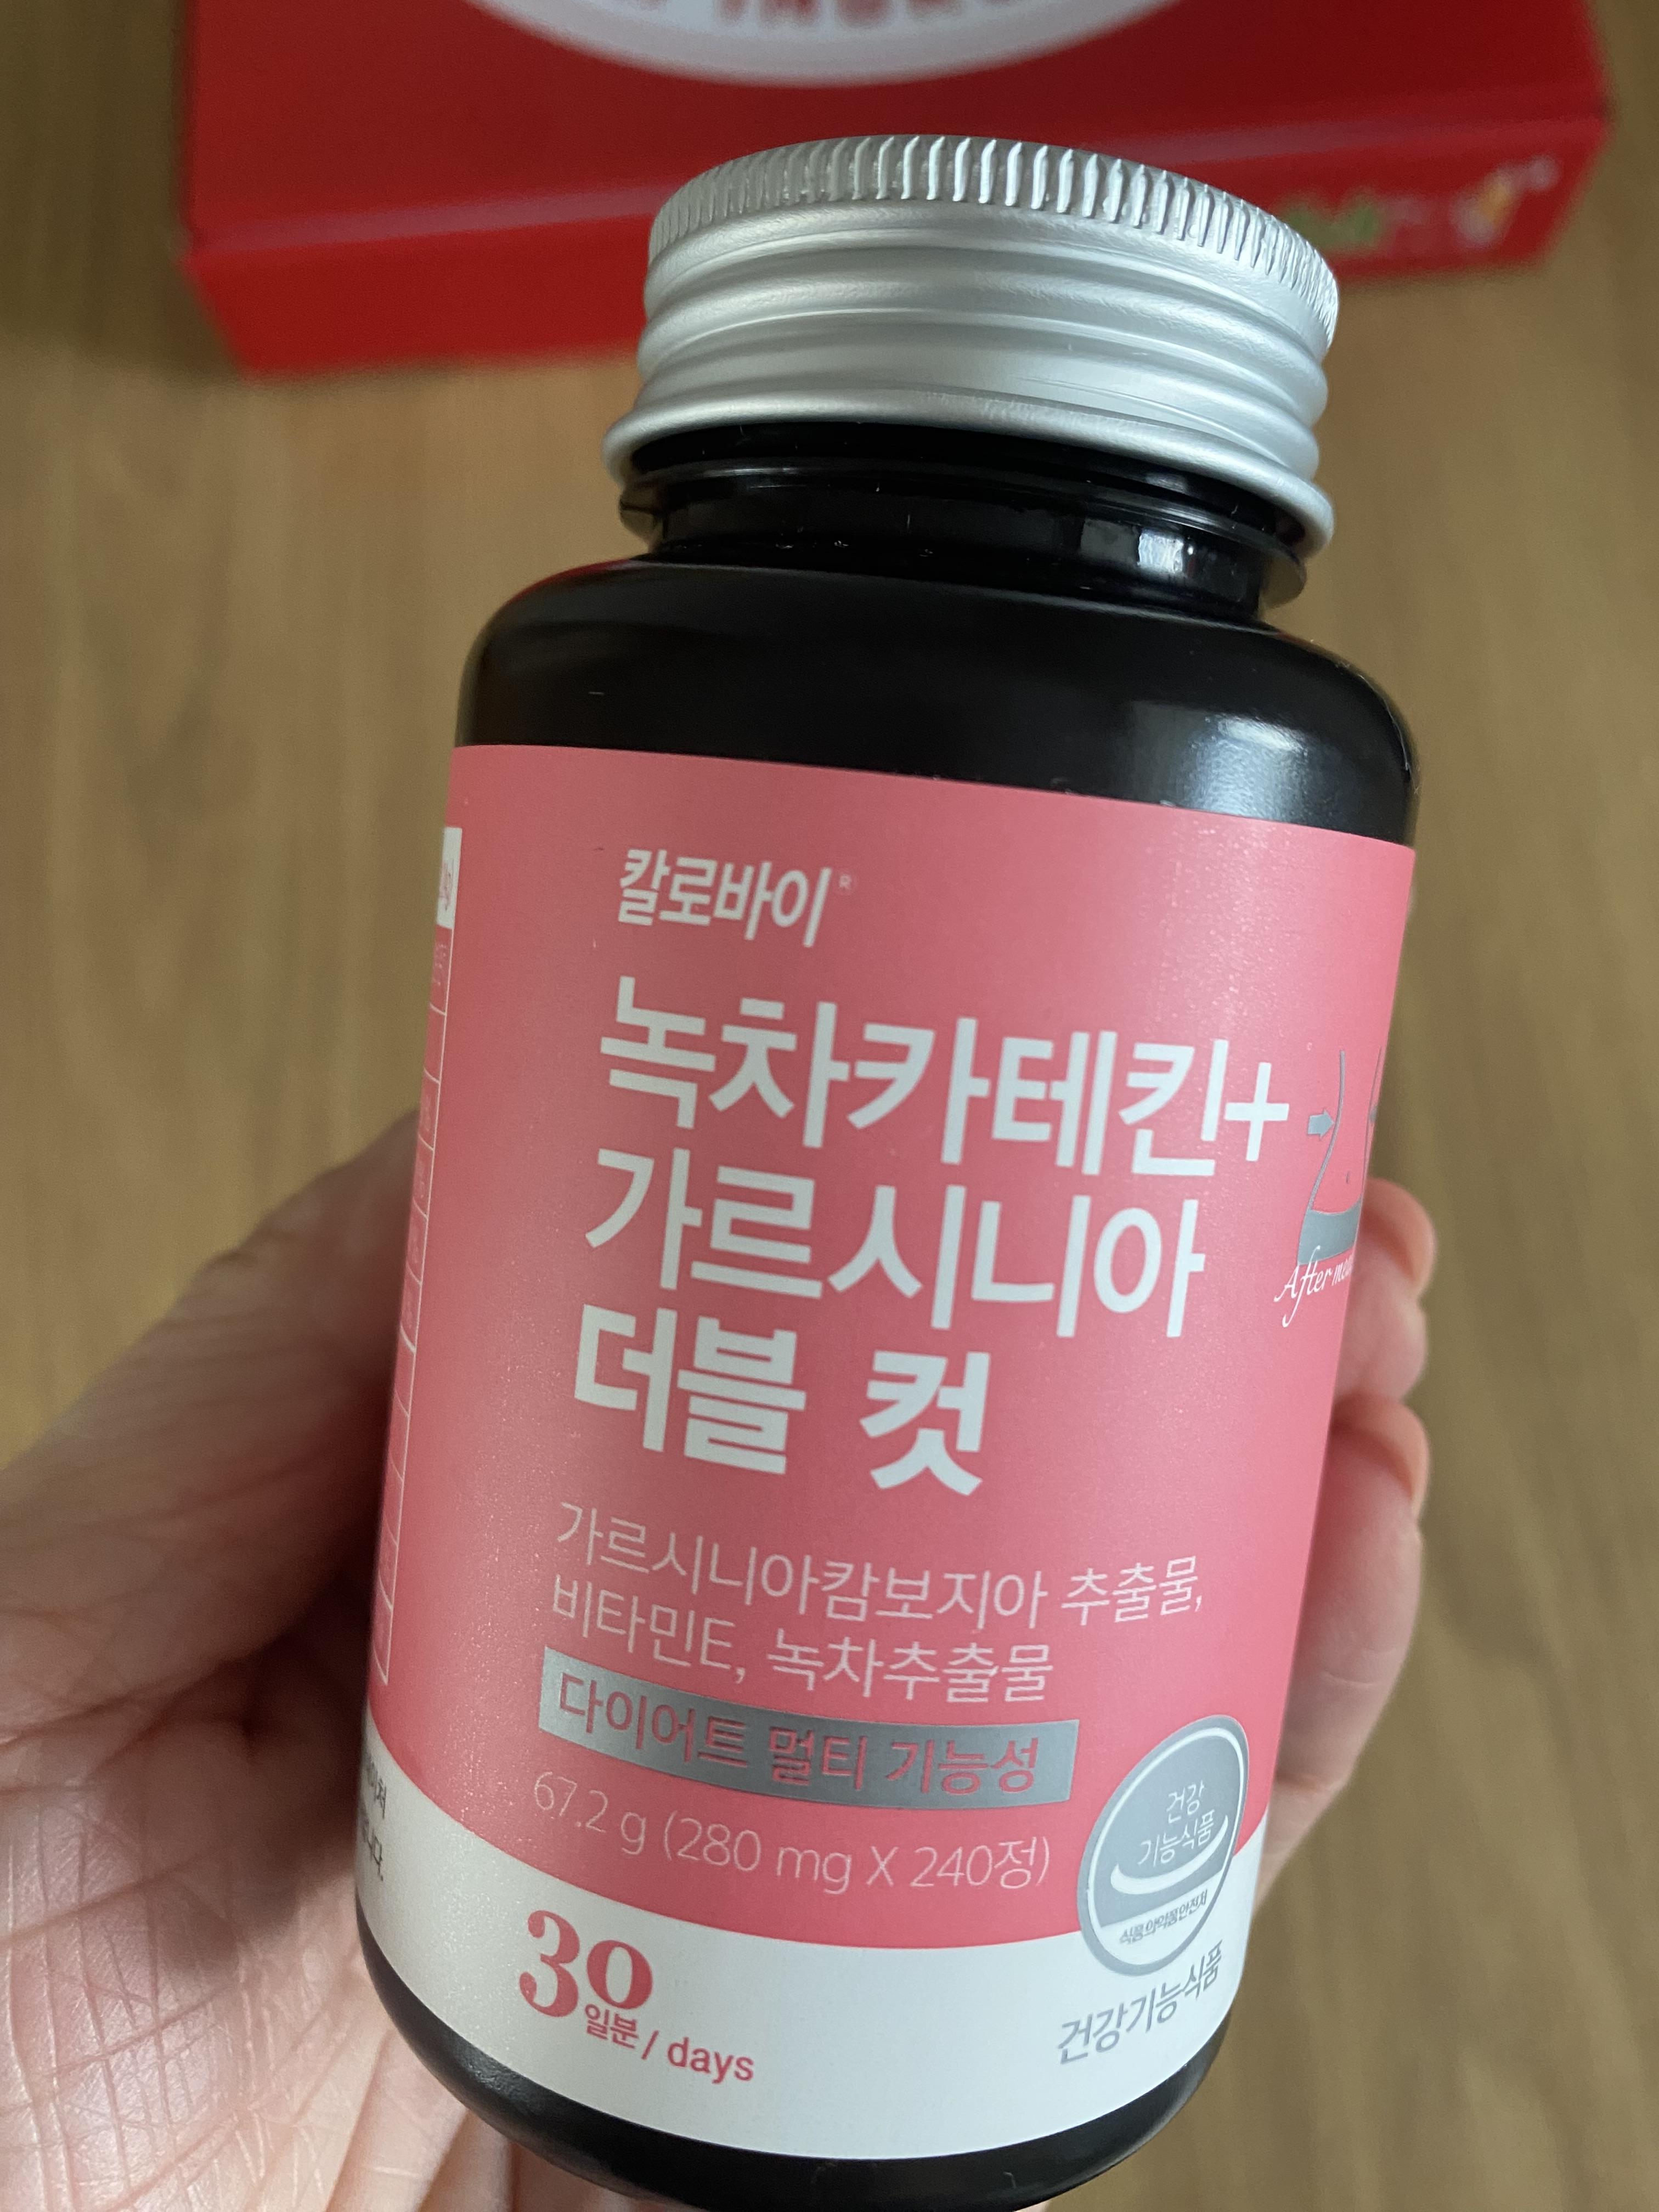 칼로바이®
녹차카테킨+
가르시니아
더블 컷
After
가르시니아캄보지아 추출물,
비타민E, 녹차추출물
다이어트 멀티 기능성
67.2 g (280 mg X 240정)
건강
기능식품
식품의약품안전처
30
일분/days
건강기능식품